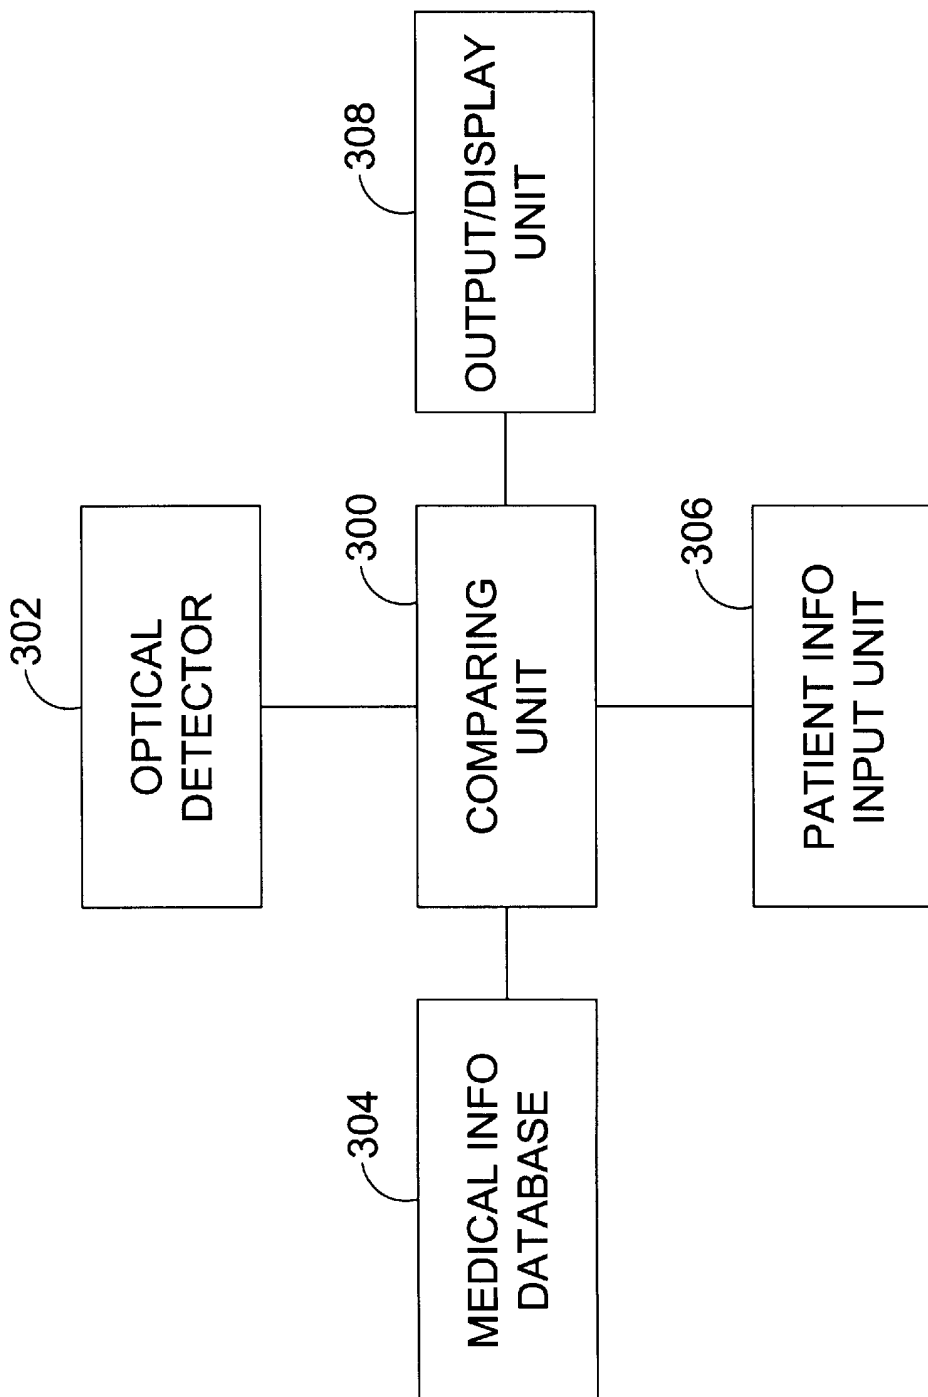 302
OPTICAL
DETECTOR
304
MEDICAL INFO
DATABASE
300
COMPARING
UNIT
308
OUTPUT/DISPLAY
UNIT
306
PATIENT INFO
INPUT UNIT